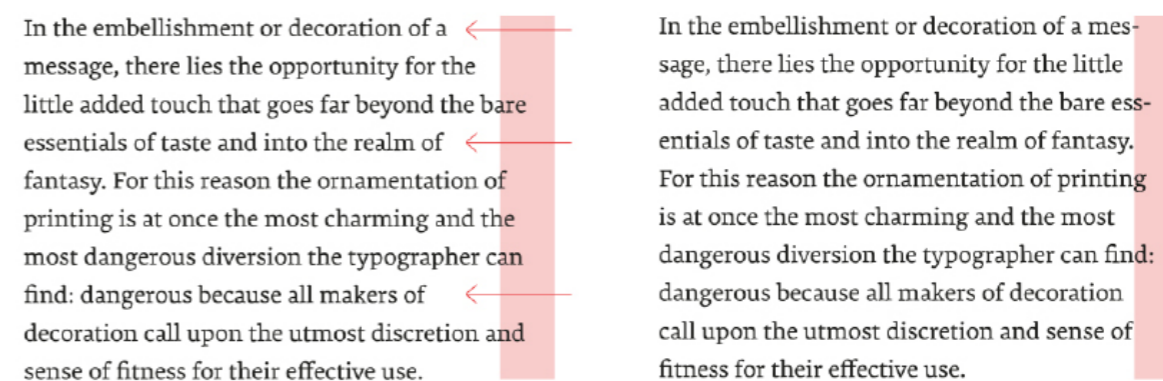 In the embellishment or decoration of a
message, there lies the opportunity for the
little added touch that goes far beyond the bare
essentials of taste and into the realm of
fantasy. For this reason the ornamentation of
printing is at once the most charming and the
most dangerous diversion the typographer can
find: dangerous because all makers of
decoration call upon the utmost discretion and
sense of fitness for their effective use.
In the embellishment or decoration of a mes-
sage, there lies the opportunity for the little
added touch that goes far beyond the bare ess-
entials of taste and into the realm of fantasy.
For this reason the ornamentation of printing
is at once the most charming and the most
dangerous diversion the typographer can find:
dangerous because all makers of decoration
call upon the utmost discretion and sense of
fitness for their effective use.